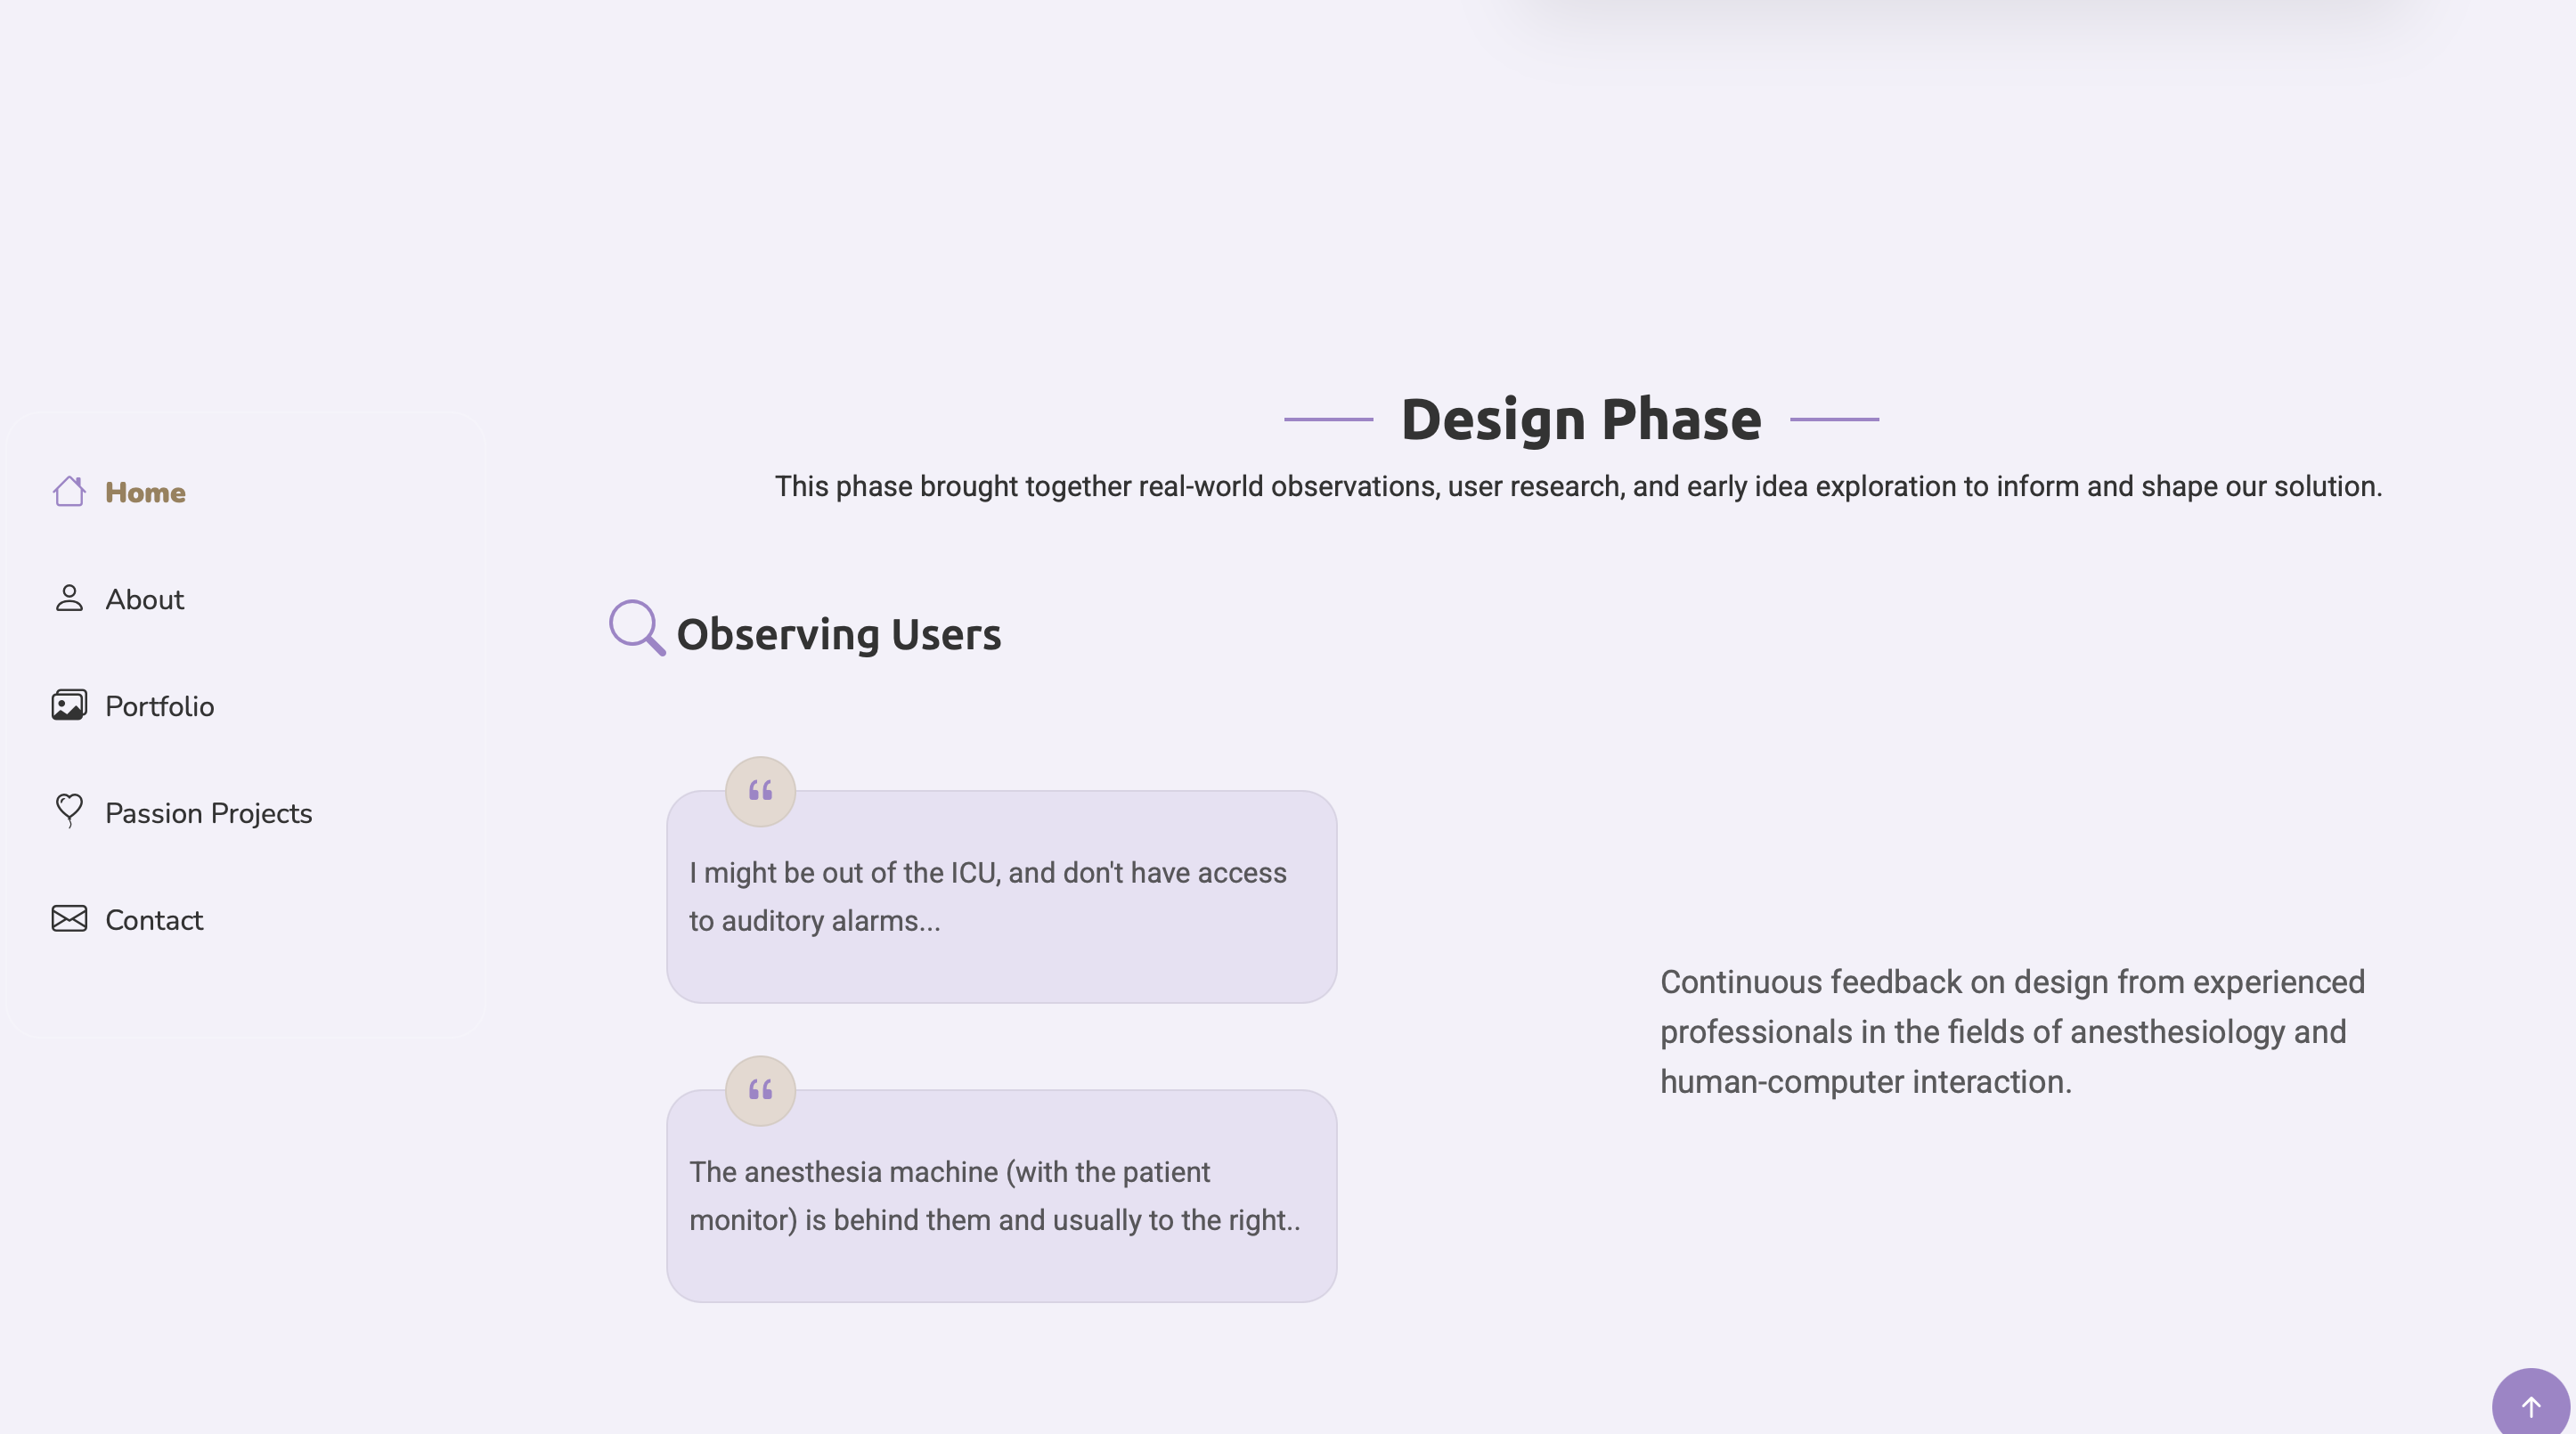 Home
About
Portfolio
Passion Projects
Contact
Design Phase
This phase brought together real-world observations, user research, and early idea exploration to inform and shape our solution.
Observing Users
“
I might be out of the ICU, and don't have access
to auditory alarms...
“
The anesthesia machine (with the patient
monitor) is behind them and usually to the right..
Continuous feedback on design from experienced
professionals in the fields of anesthesiology and
human-computer interaction.